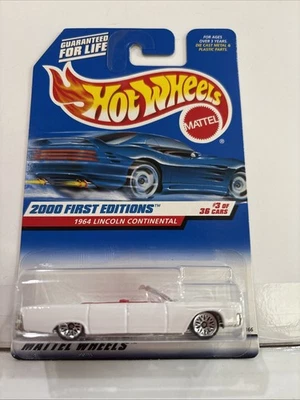 GUARANTEED
FOR LIFE
FOR AGES
OVER 3 YEARS
DIE CAST METAL &
PLASTIC PARTS
HOT WHEELS
MATTEL
2000 FIRST EDITIONS™
1964 LINCOLN CONTINENTAL
#3 OF
36 CARS
MATTEL WHEELS